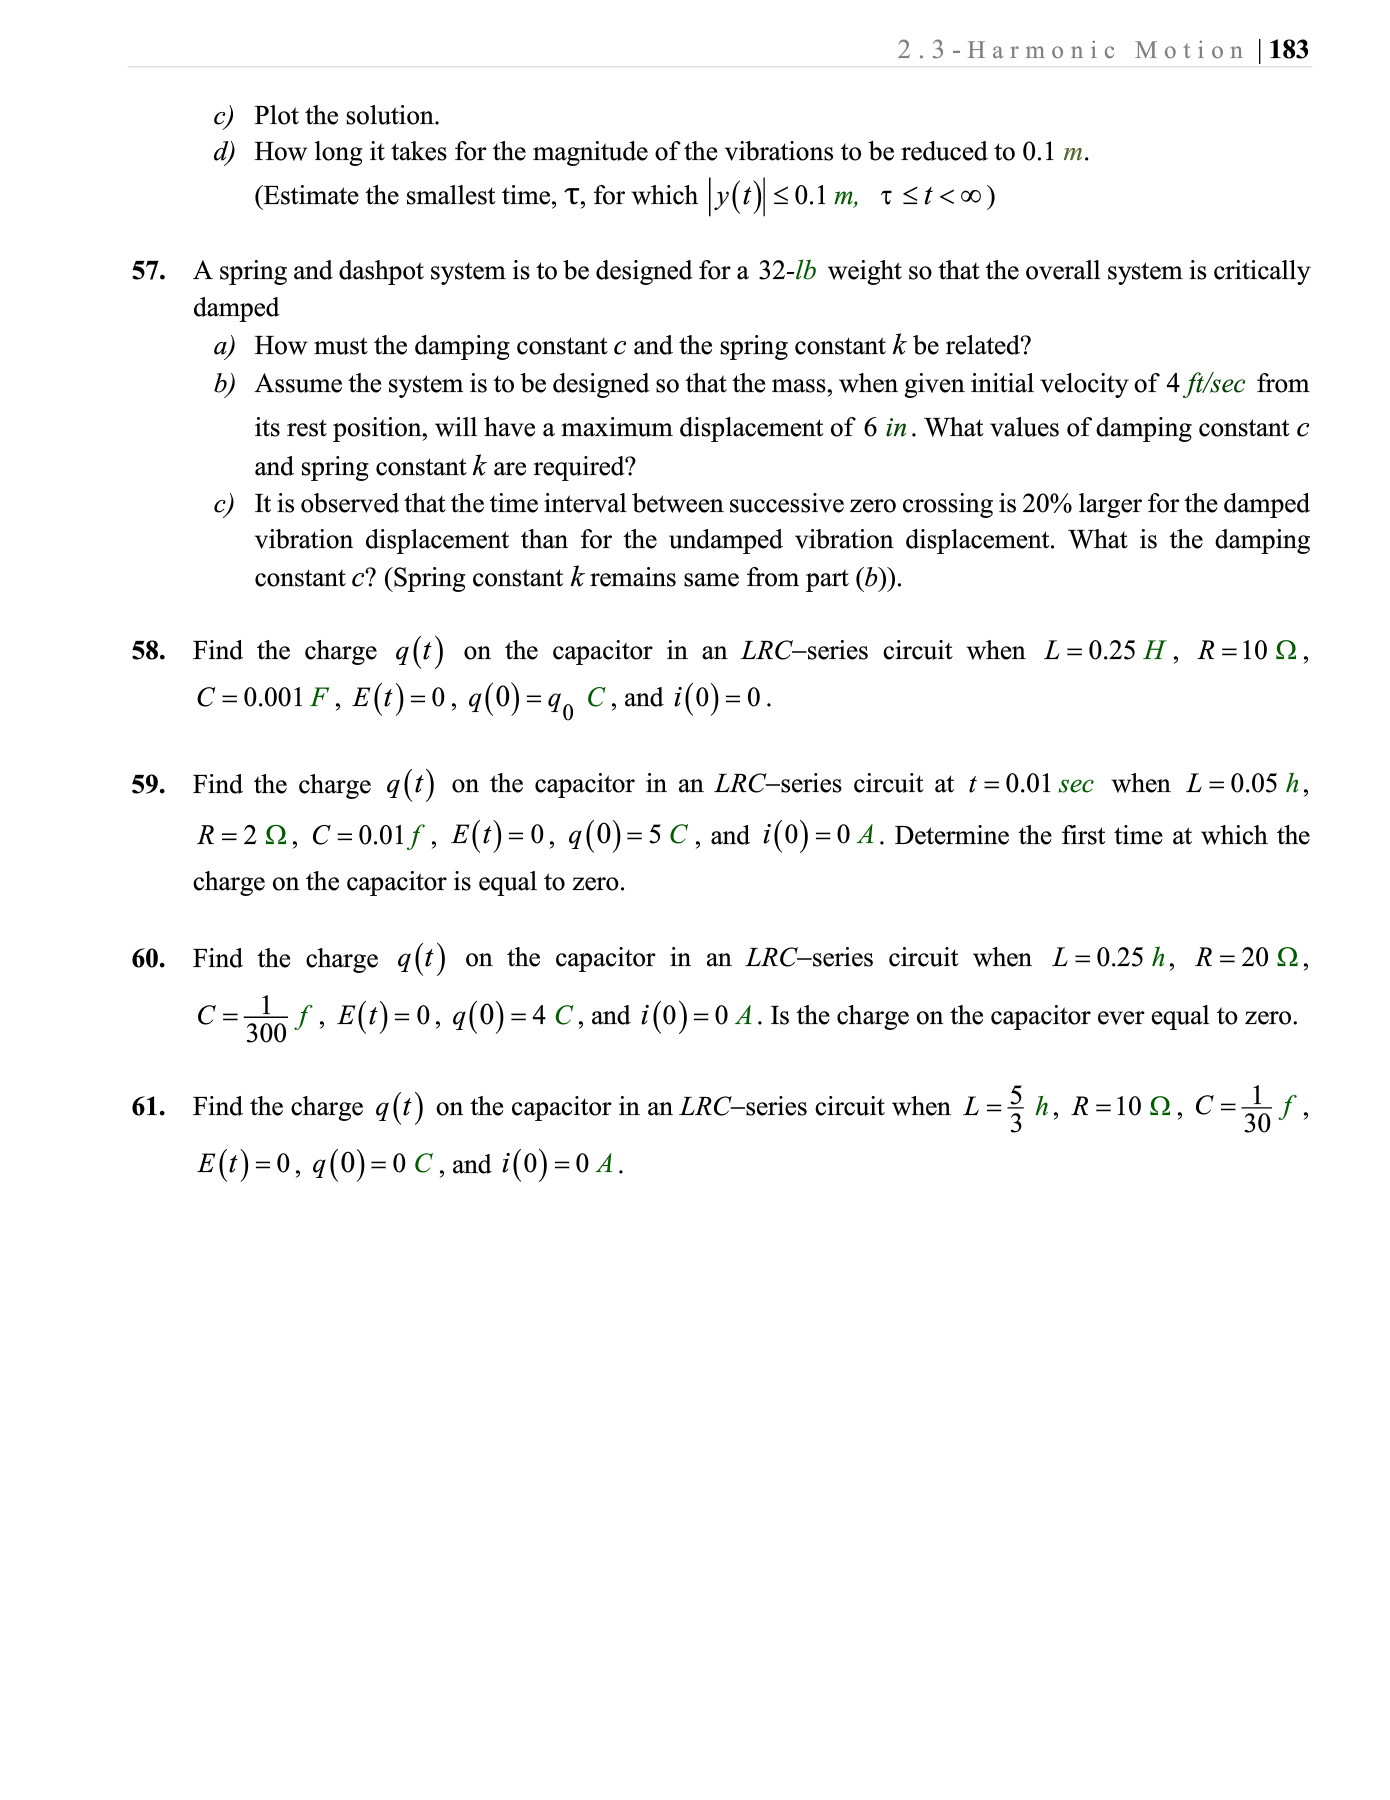 2.3-Harmonic Motion |183
c) Plot the solution.
d) How long it takes for the magnitude of the vibrations to be reduced to 0.1 m.
(Estimate the smallest time, τ, for which |y(t)| ≤ 0.1 m, τ ≤ t < ∞)
57. A spring and dashpot system is to be designed for a 32-lb weight so that the overall system is critically
damped
a) How must the damping constant c and the spring constant k be related?
b) Assume the system is to be designed so that the mass, when given initial velocity of 4 ft/sec from
its rest position, will have a maximum displacement of 6 in. What values of damping constant c
and spring constant k are required?
c) It is observed that the time interval between successive zero crossing is 20% larger for the damped
vibration displacement than for the undamped vibration displacement. What is the damping
constant c? (Spring constant k remains same from part (b)).
58. Find the charge q(t) on the capacitor in an LRC–series circuit when L = 0.25 H, R = 10 Ω,
C = 0.001 F, E(t) = 0, q(0) = q₀ C, and i(0) = 0.
59. Find the charge q(t) on the capacitor in an LRC–series circuit at t = 0.01 sec when L = 0.05 h,
R = 2 Ω, C = 0.01 f, E(t) = 0, q(0) = 5 C, and i(0) = 0 A. Determine the first time at which the
charge on the capacitor is equal to zero.
60. Find the charge q(t) on the capacitor in an LRC–series circuit when L = 0.25 h, R = 20 Ω,
C = 1/300 f, E(t) = 0, q(0) = 4 C, and i(0) = 0 A. Is the charge on the capacitor ever equal to zero.
61. Find the charge q(t) on the capacitor in an LRC–series circuit when L = 5/3 h, R = 10 Ω, C = 1/30 f,
E(t) = 0, q(0) = 0 C, and i(0) = 0 A.